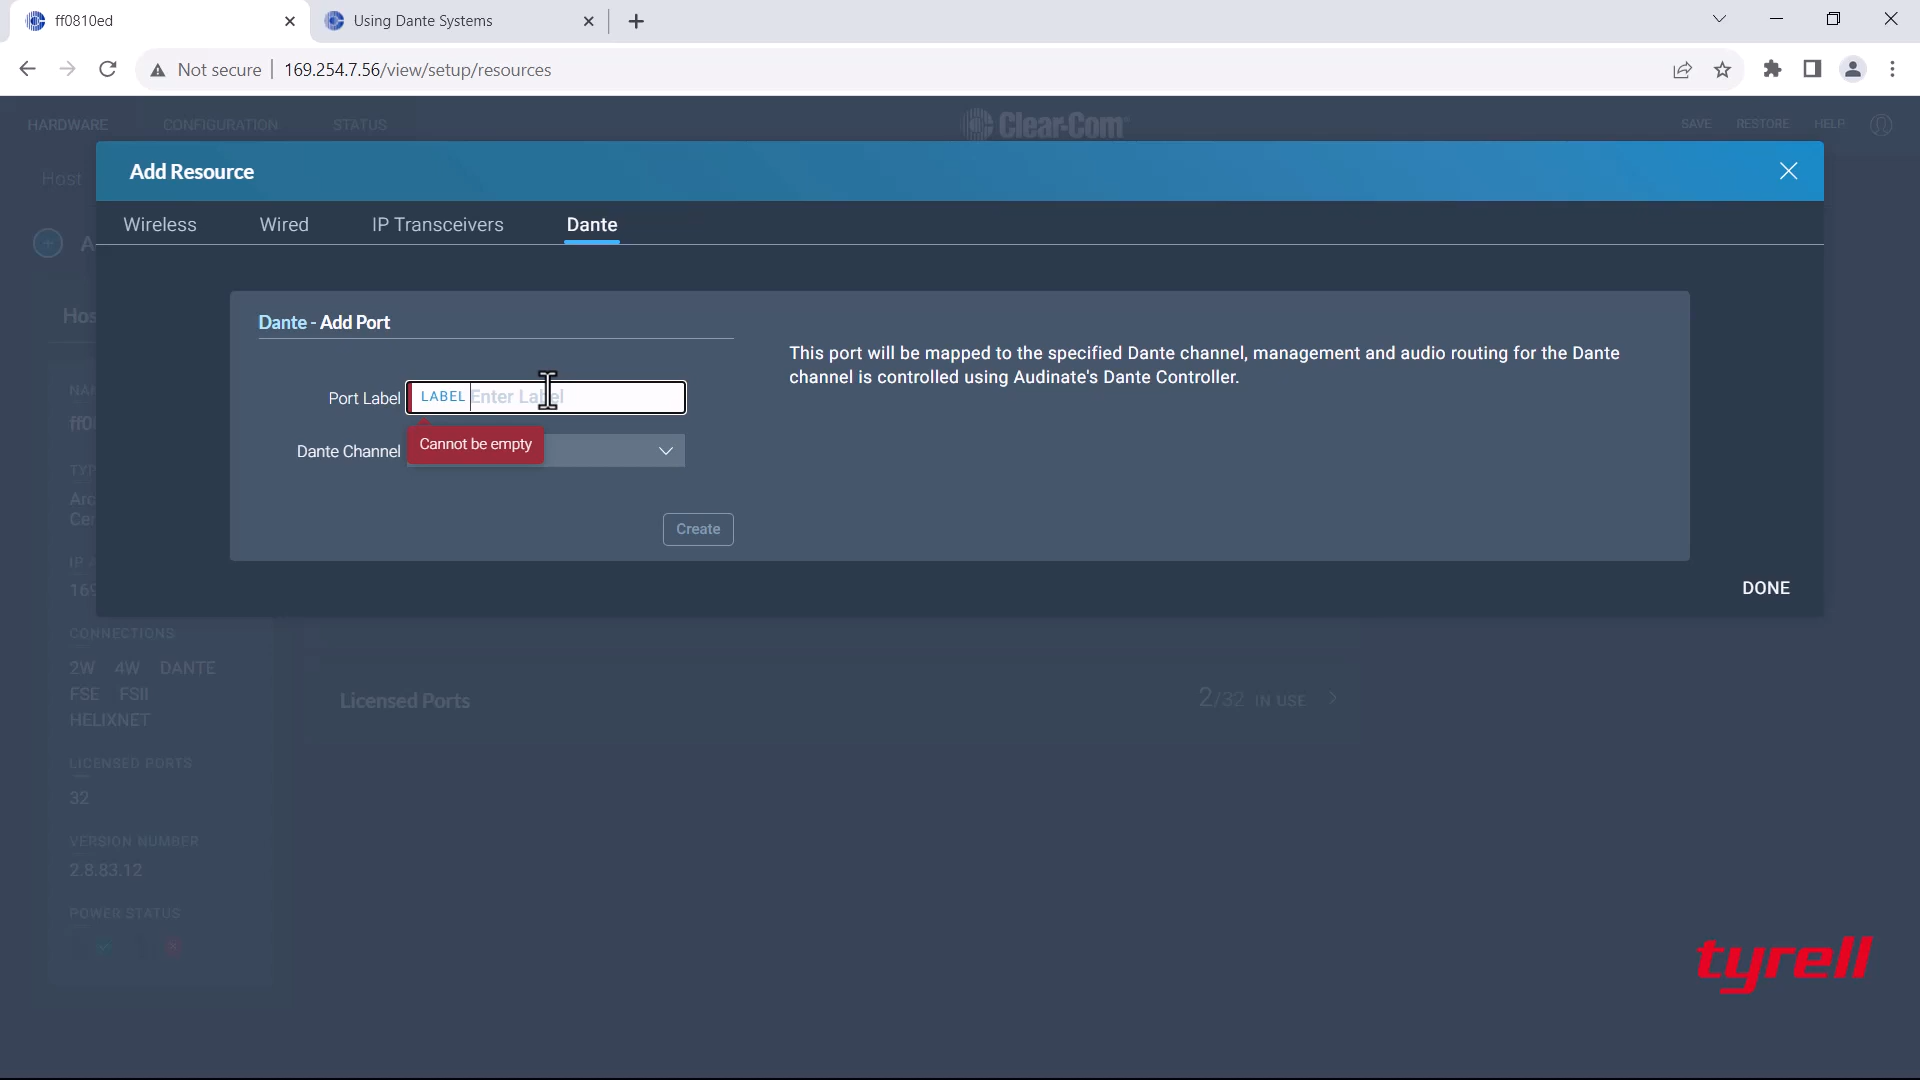 ff0810ed
Using Dante Systems
Not secure
169.254.7.56/view/setup/resources
HARDWARE
CONFIGURATION
STATUS
Clear-Com
SAVE
RESTORE
HELP
Host
Add Resource
Wireless
Wired
IP Transceivers
Dante
Dante - Add Port
This port will be mapped to the specified Dante channel, management and audio routing for the Dante
channel is controlled using Audinate's Dante Controller.
Port Label
LABEL
Enter Label
Cannot be empty
Dante Channel
Create
DONE
CONNECTIONS
2W 4W DANTE
FSE FSII
HELIXNET
LICENSED PORTS
32
VERSION NUMBER
2.8.83.12
POWER STATUS
Licensed Ports
2/32 IN USE
tyrell